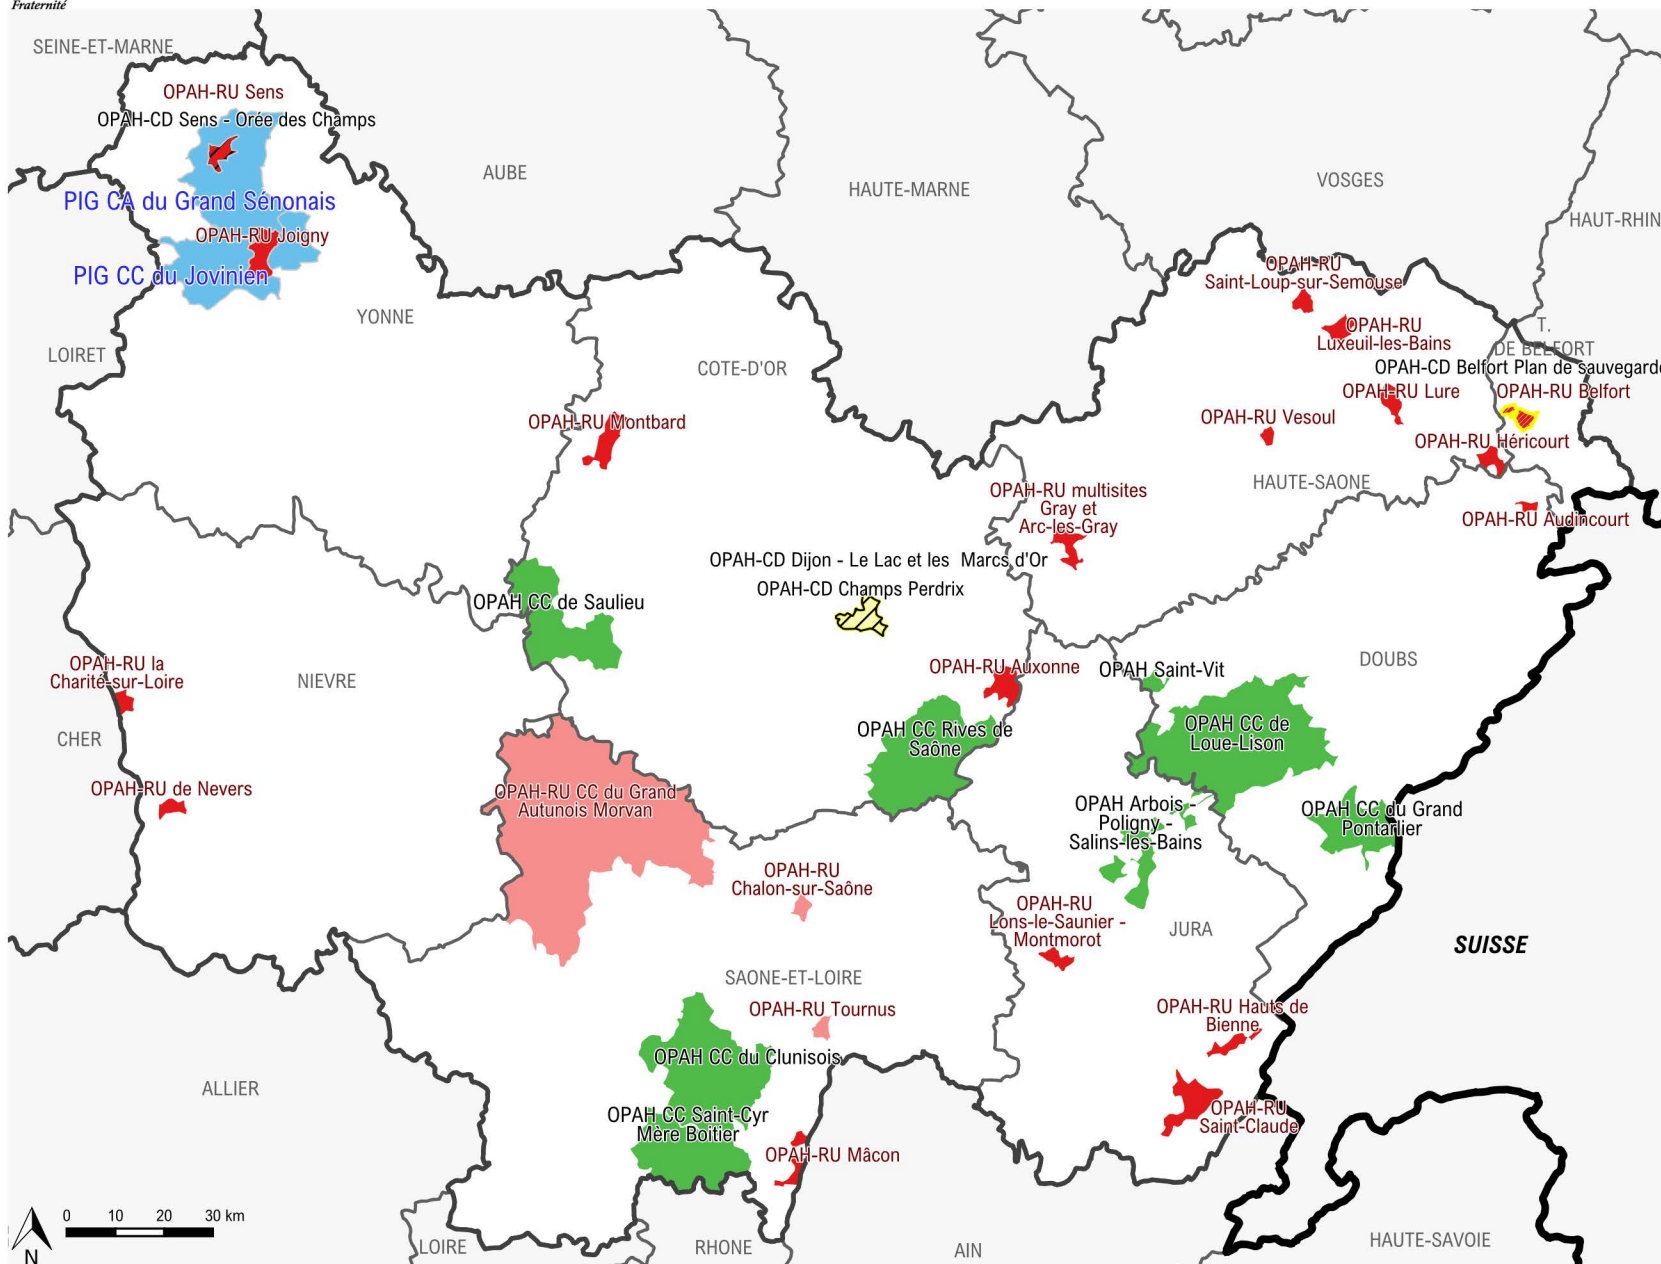 Fraternité
SEINE-ET-MARNE
OPAH-RU Sens
OPAH-CD Sens - Orée des Champs
AUBE
HAUTE-MARNE
VOSGES
HAUT-RHIN
PIG CA du Grand Sénonais
OPAH-RU Joigny
PIG CC du Jovinien
YONNE
LOIRET
COTE-D'OR
OPAH-RU
Saint-Loup-sur-Semouse
OPAH-RU
Luxeuil-les-Bains
T.
DE BELFORT
OPAH-CD Belfort Plan de sauvegarde
OPAH-RU Lure
OPAH-RU Belfort
OPAH-RU Vesoul
OPAH-RU Héricourt
OPAH-RU Montbard
HAUTE-SAONE
OPAH-RU multisites
Gray et
Arc-les-Gray
OPAH-RU Audincourt
OPAH-CD Dijon - Le Lac et les  Marcs d'Or
OPAH-CD Champs Perdrix
OPAH CC de Saulieu
OPAH-RU la
Charité-sur-Loire
NIEVRE
OPAH-RU Auxonne
OPAH Saint-Vit
DOUBS
CHER
OPAH CC Rives de
Saône
OPAH CC de
Loue-Lison
OPAH-RU de Nevers
OPAH-RU CC du Grand
Autunois Morvan
OPAH Arbois -
Poligny -
Salins-les-Bains
OPAH CC du Grand
Pontarlier
OPAH-RU
Chalon-sur-Saône
OPAH-RU
Lons-le-Saunier -
Montmorot
JURA
SUISSE
SAONE-ET-LOIRE
OPAH-RU Tournus
OPAH-RU Hauts de
Bienne
OPAH CC du Clunisois
ALLIER
OPAH CC Saint-Cyr
Mère Boitier
OPAH-RU
Saint-Claude
OPAH-RU Mâcon
0 10 20 30 km
N
LOIRE
RHONE
AIN
HAUTE-SAVOIE